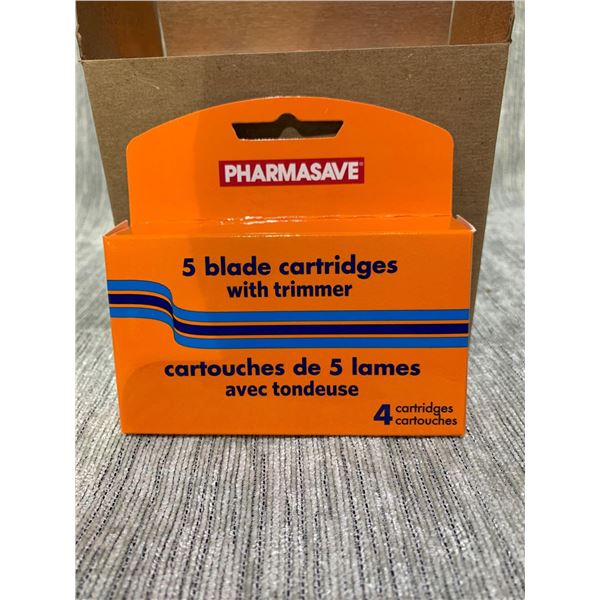 PHARMASAVE®
5 blade cartridges
with trimmer
cartouches de 5 lames
avec tondeuse
4 cartridges
cartouches